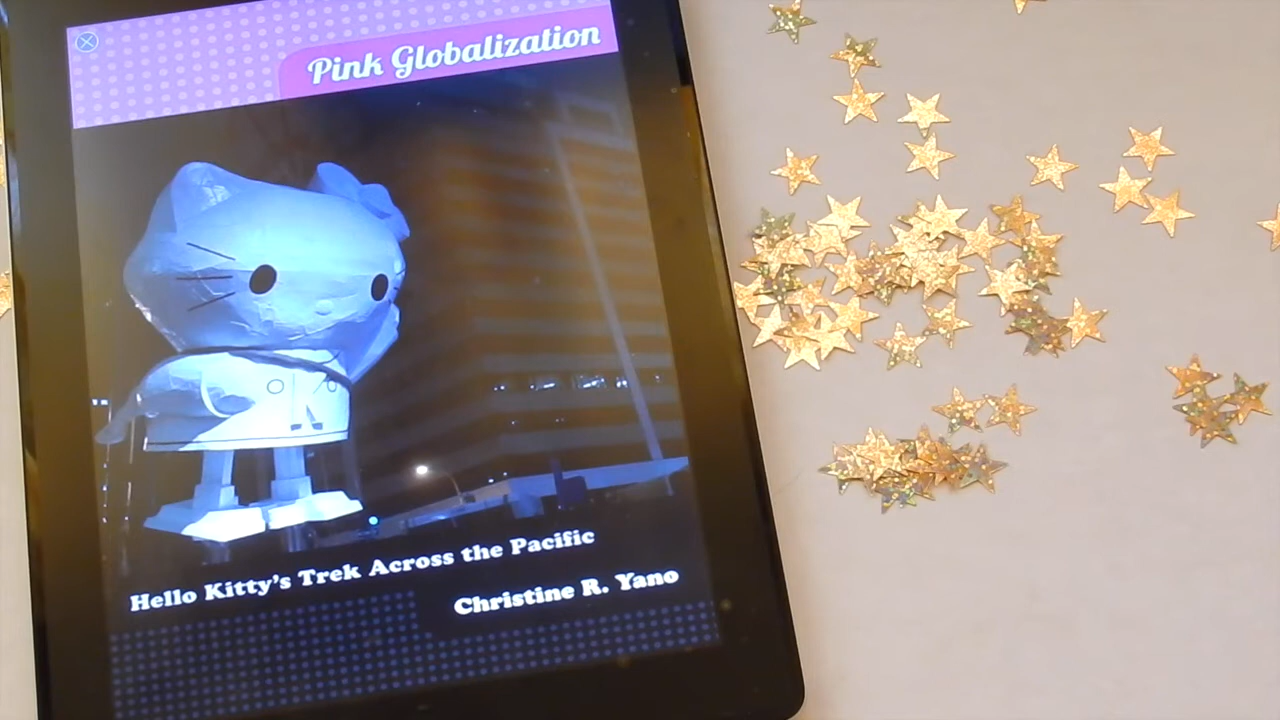 Pink Globalization
Hello Kitty's Trek Across the Pacific
Christine R. Yano